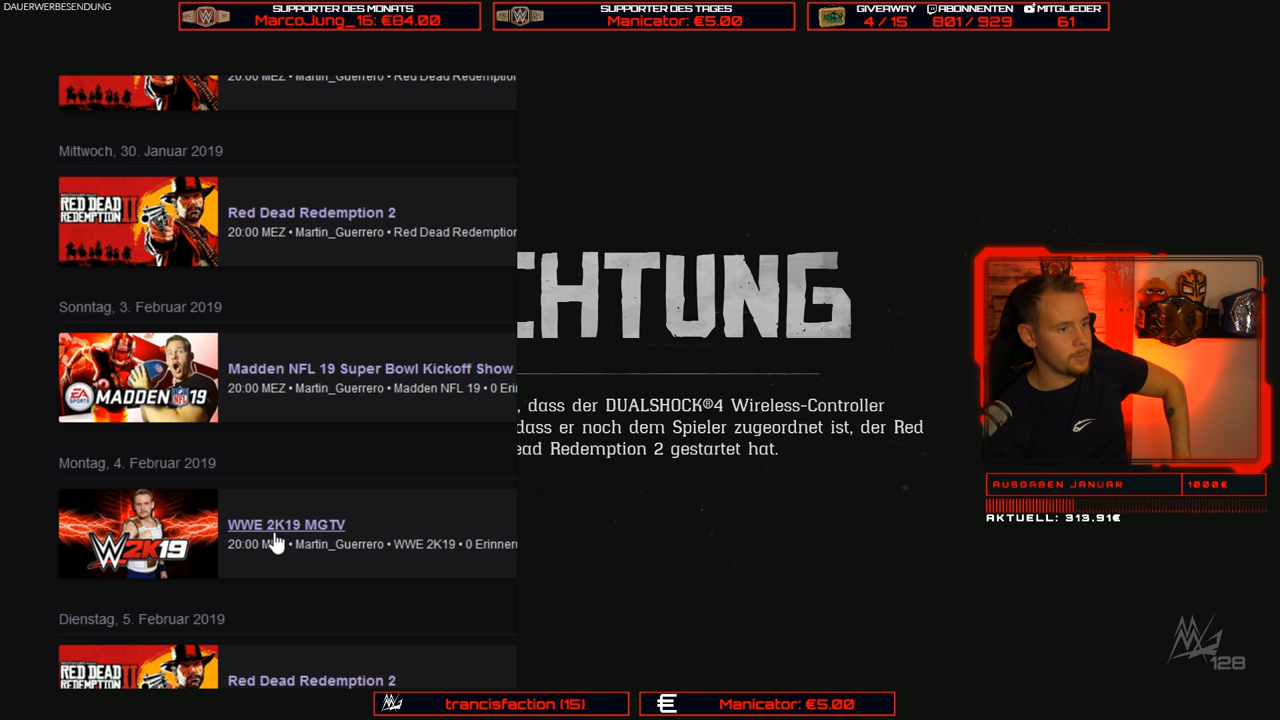 DAUERWERBESENDUNG
SUPPORTER DES MONATS
MarcoJung_16: €84.00
SUPPORTER DES TAGES
Manicator: €5.00
GIVEAWAY
4 / 15
ABONNENTEN
801 / 929
MITGLIEDER
61
20:00 MEZ • Martin_Guerrero • Red Dead Redemption
Mittwoch, 30. Januar 2019
RED DEAD
REDEMPTION II
Red Dead Redemption 2
20:00 MEZ • Martin_Guerrero • Red Dead Redemption
Sonntag, 3. Februar 2019
EA SPORTS MADDEN NFL 19
Madden NFL 19 Super Bowl Kickoff Show
20:00 MEZ • Martin_Guerrero • Madden NFL 19 • 0 Erin
Montag, 4. Februar 2019
W 2K19
WWE 2K19 MGTV
20:00 • Martin_Guerrero • WWE 2K19 • 0 Erinner
Dienstag, 5. Februar 2019
RED DEAD
REDEMPTION II
Red Dead Redemption 2
CHTUNG
, dass der DUALSHOCK®4 Wireless-Controller
dass er noch dem Spieler zugeordnet ist, der Red
ead Redemption 2 gestartet hat.
AUSGABEN JANUAR
1000€
AKTUELL: 313.91€
128
trancisfaction (15)
€ Manicator: €5.00